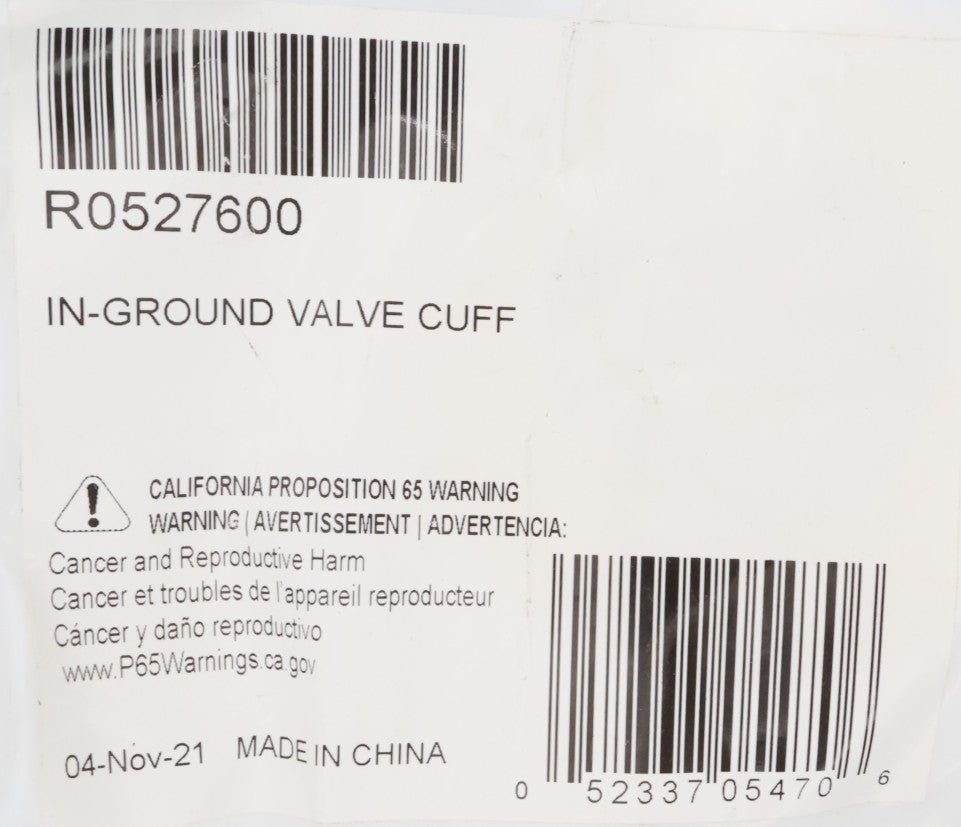 R0527600
IN-GROUND VALVE CUFF
CALIFORNIA PROPOSITION 65 WARNING
WARNING | AVERTISSEMENT | ADVERTENCIA:
Cancer and Reproductive Harm
Cancer et troubles de l'appareil reproducteur
Cáncer y daño reproductivo
www.P65Warnings.ca.gov
04-Nov-21 MADE IN CHINA
0 52337 05470 6